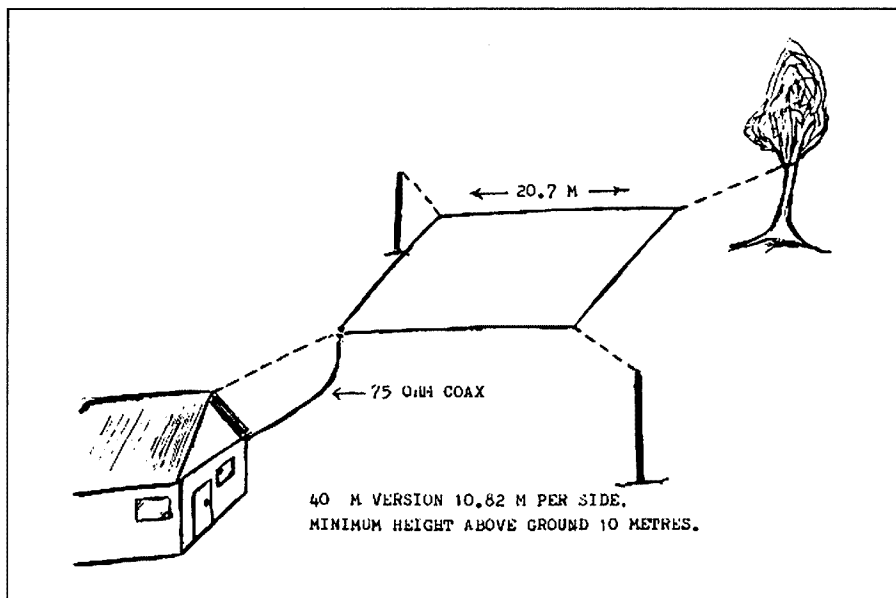 ← 20.7 M →
← 75 OHM COAX
40 M VERSION 10.82 M PER SIDE.
MINIMUM HEIGHT ABOVE GROUND 10 METRES.